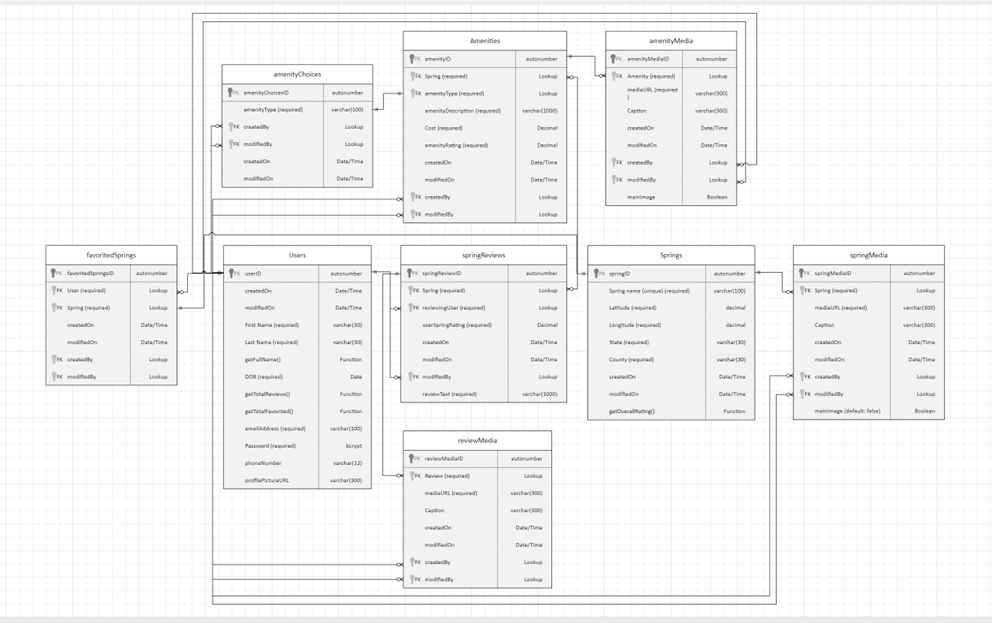 amenityChoices
PK amenityChoicesID autonumber
amenityType (required) varchar(100)
FK createdBy Lookup
FK modifiedBy Lookup
createdOn Date/Time
modifiedOn Date/Time
Amenities
PK amenityID autonumber
FK Spring (required) Lookup
FK amenityType (required) Lookup
amenityDescription (required) varchar(1000)
Cost (required) Decimal
amenityRating (required) Decimal
createdOn Date/Time
modifiedOn Date/Time
FK createdBy Lookup
FK modifiedBy Lookup
amenityMedia
PK amenityMediaID autonumber
FK Amenity (required) Lookup
mediaURL (required varchar(300)
)
Caption varchar(300)
createdOn Date/Time
modifiedOn Date/Time
FK createdBy Lookup
FK modifiedBy Lookup
mainImage Boolean
favoritedSprings
PK favoritedSpringsID autonumber
FK User (required) Lookup
FK Spring (required) Lookup
createdOn Date/Time
modifiedOn Date/Time
FK createdBy Lookup
FK modifiedBy Lookup
Users
PK userID autonumber
createdOn Date/Time
modifiedOn Date/Time
First Name (required) varchar(30)
Last Name (required) varchar(30)
getFullName() Function
DOB (required) Date
getTotalReviews() Function
getTotalFavorited() Function
emailAddress (required) varchar(100)
Password (required) bcrypt
phoneNumber varchar(12)
profilePictureURL varchar(300)
springReviews
PK springReviewID autonumber
FK Spring (required) Lookup
FK reviewingUser (required) Lookup
userSpringRating (required) Decimal
createdOn Date/Time
modifiedOn Date/Time
FK modifiedBy Lookup
reviewText (required) varchar(1000)
Springs
PK springID autonumber
Spring name (unique) (required) varchar(100)
Latitude (required) decimal
Longitude (required) decimal
State (required) varchar(30)
County (required) varchar(30)
createdOn Date/Time
modifiedOn Date/Time
getOverallRating() Function
springMedia
PK springMediaID autonumber
FK Spring (required) Lookup
mediaURL (required) varchar(300)
Caption varchar(300)
createdOn Date/Time
modifiedOn Date/Time
FK createdBy Lookup
FK modifiedBy Lookup
mainImage (default: false) Boolean
reviewMedia
PK reviewMediaID autonumber
FK Review (required) Lookup
mediaURL (required) varchar(300)
Caption varchar(300)
createdOn Date/Time
modifiedOn Date/Time
FK createdBy Lookup
FK modifiedBy Lookup